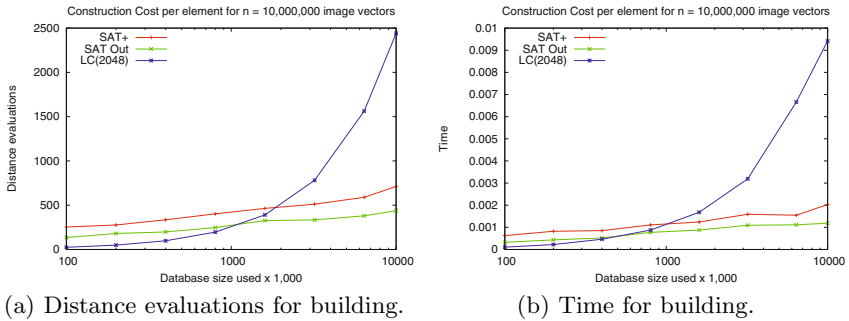 Construction Cost per element for n = 10,000,000 image vectors
SAT+
SAT Out
LC(2048)
2500
2000
1500
1000
500
0
Distance evaluations
100
1000
10000
Database size used x 1,000
(a) Distance evaluations for building.
Construction Cost per element for n = 10,000,000 image vectors
SAT+
SAT Out
LC(2048)
0.01
0.009
0.008
0.007
0.006
0.005
0.004
0.003
0.002
0.001
0
Time
100
1000
10000
Database size used x 1,000
(b) Time for building.